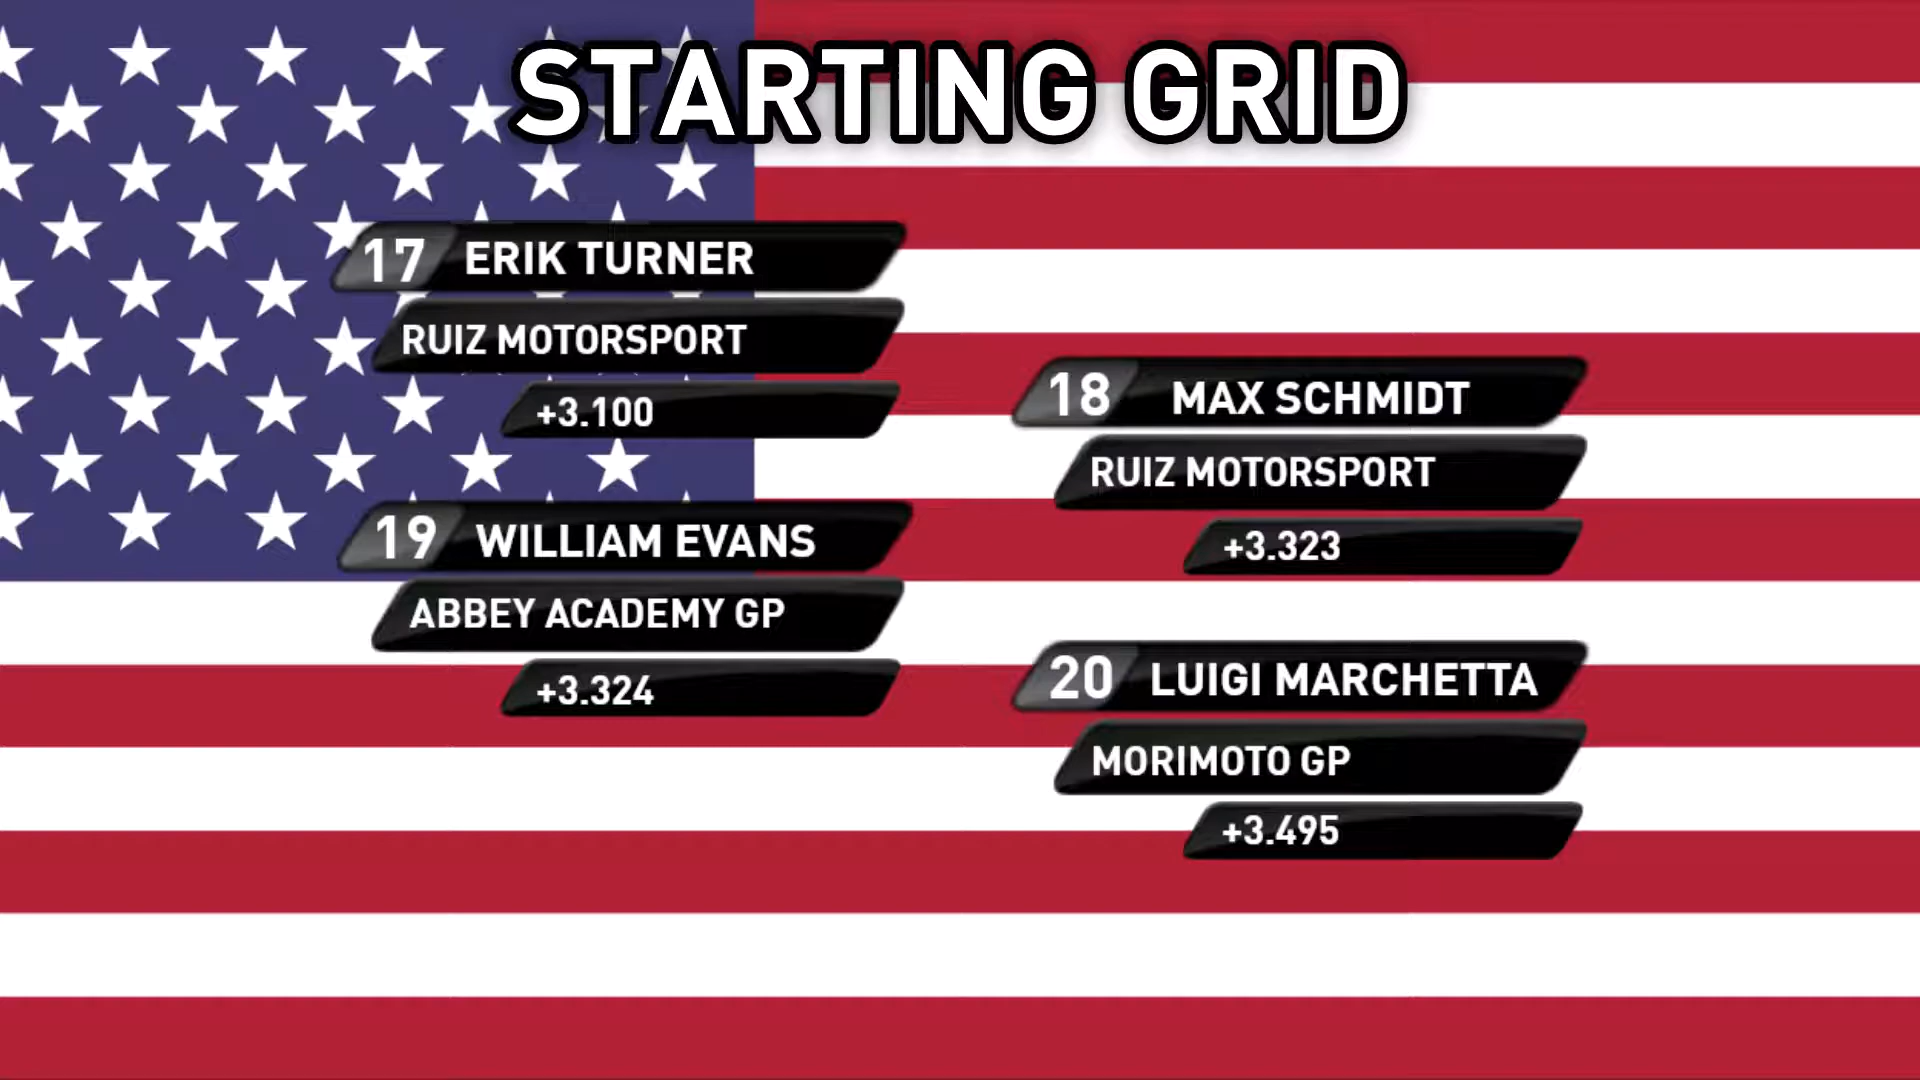 STARTING GRID
17 ERIK TURNER
RUIZ MOTORSPORT
+3.100
18 MAX SCHMIDT
RUIZ MOTORSPORT
+3.323
19 WILLIAM EVANS
ABBEY ACADEMY GP
+3.324
20 LUIGI MARCHETTA
MORIMOTO GP
+3.495